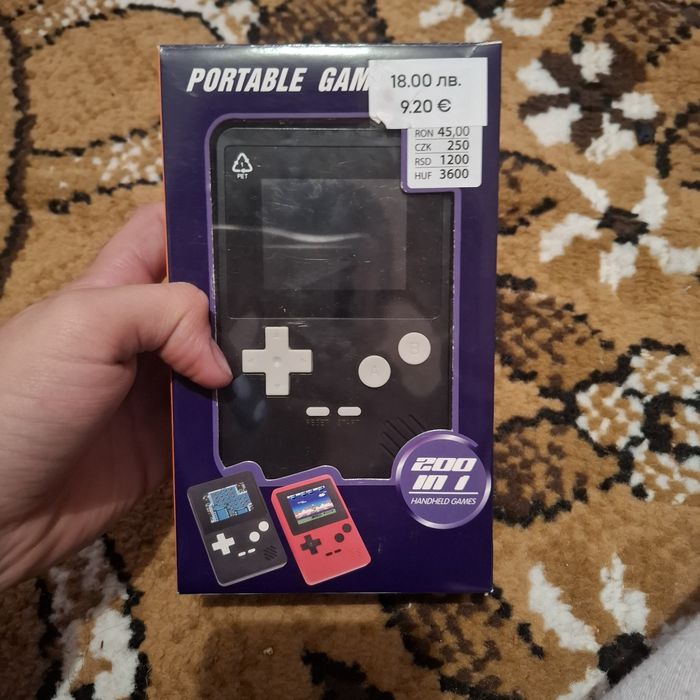 PORTABLE GAM
18.00 лв.
9.20 €
RON 45,00
CZK 250
RSD 1200
HUF 3600
PET
B
A
RESET START
200
IN 1
HANDHELD GAMES